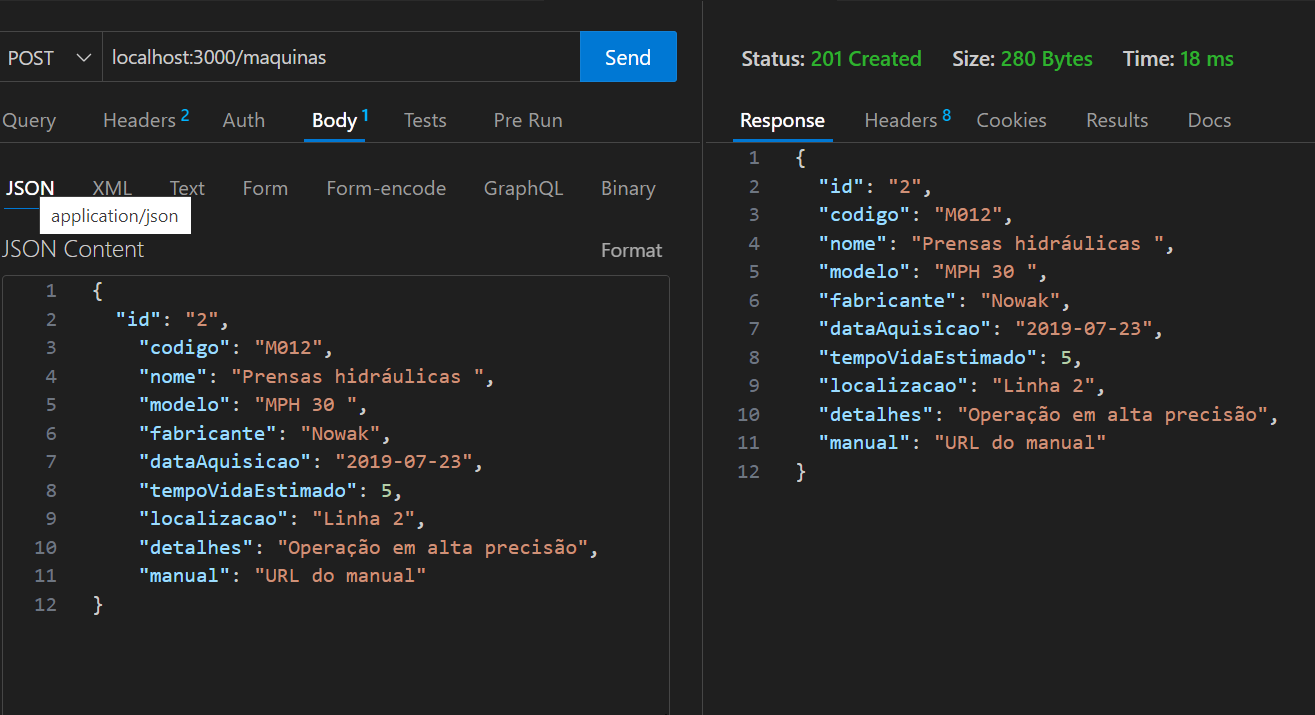 POST localhost:3000/maquinas Send
Query Headers 2 Auth Body 1 Tests Pre Run
JSON XML Text Form Form-encode GraphQL Binary
application/json
JSON Content Format
1 {
2 "id": "2",
3 "codigo": "M012",
4 "nome": "Prensas hidráulicas ",
5 "modelo": "MPH 30 ",
6 "fabricante": "Nowak",
7 "dataAquisicao": "2019-07-23",
8 "tempoVidaEstimado": 5,
9 "localizacao": "Linha 2",
10 "detalhes": "Operação em alta precisão",
11 "manual": "URL do manual"
12 }
Status: 201 Created Size: 280 Bytes Time: 18 ms
Response Headers 8 Cookies Results Docs
1 {
2 "id": "2",
3 "codigo": "M012",
4 "nome": "Prensas hidráulicas ",
5 "modelo": "MPH 30 ",
6 "fabricante": "Nowak",
7 "dataAquisicao": "2019-07-23",
8 "tempoVidaEstimado": 5,
9 "localizacao": "Linha 2",
10 "detalhes": "Operação em alta precisão",
11 "manual": "URL do manual"
12 }